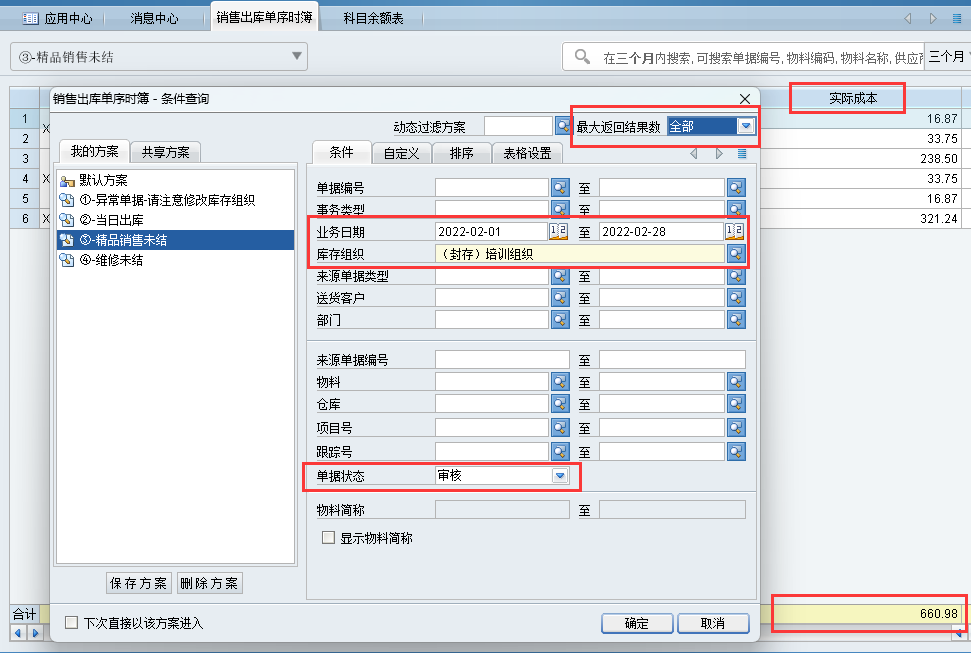 应用中心 消息中心 销售出库单序时簿 科目余额表
③-精品销售未结 在三个月内搜索,可搜索单据编号,物料编码,物料名称,供应商 三个月
销售出库单序时簿 - 条件查询 实际成本
动态过滤方案 最大返回结果数 全部
我的方案 共享方案 条件 自定义 排序 表格设置
默认方案
①-异常单据-请注意修改库存组织
②-当日出库
③-精品销售未结
④-维修未结
单据编号 至
事务类型 至
业务日期 2022-02-01 12 至 2022-02-28 12
库存组织 （封存）培训组织
来源单据类型 至
送货客户 至
部门 至
来源单据编号 至
物料 至
仓库 至
项目号 至
跟踪号 至
单据状态 审核
物料简称 至
显示物料简称
保存方案 删除方案
下次直接以该方案进入 确定 取消
1 X 16.87
2 33.75
3 238.50
4 X 33.75
5 16.87
6 X 321.24
合计 660.98